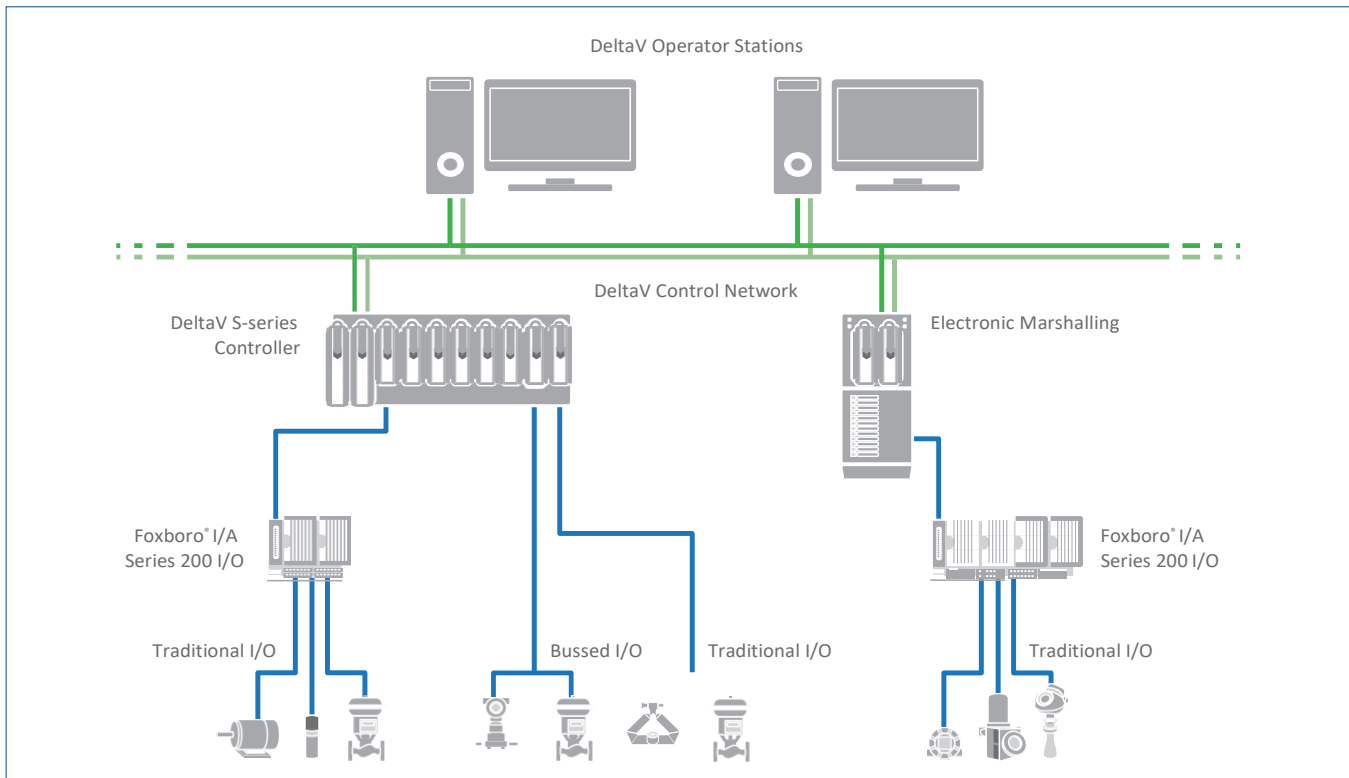 DeltaV Operator Stations
DeltaV Control Network
DeltaV S-series
Controller
Electronic Marshalling
Foxboro® I/A
Series 200 I/O
Foxboro® I/A
Series 200 I/O
Traditional I/O
Bussed I/O
Traditional I/O
Traditional I/O